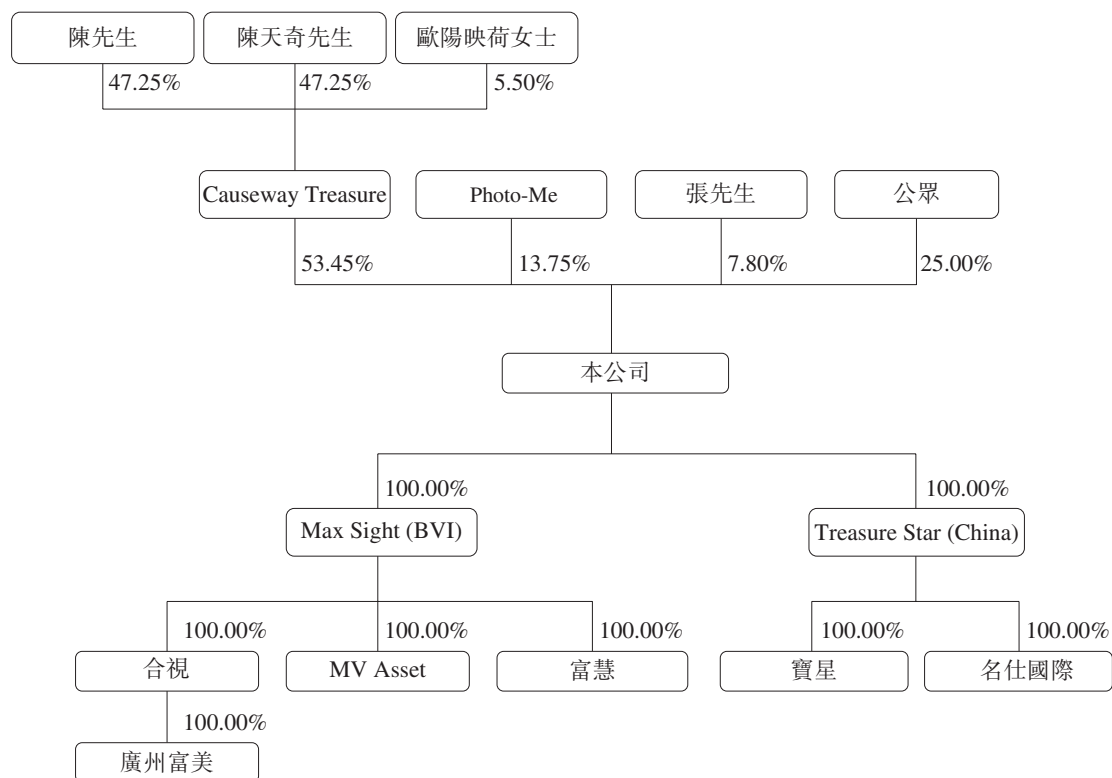 陳先生
陳天奇先生
歐陽映荷女士
47.25%
47.25%
5.50%
Causeway Treasure
Photo-Me
張先生
公眾
53.45%
13.75%
7.80%
25.00%
本公司
100.00%
100.00%
Max Sight (BVI)
Treasure Star (China)
100.00%
100.00%
100.00%
100.00%
100.00%
合視
MV Asset
富慧
寶星
名仕國際
100.00%
廣州富美